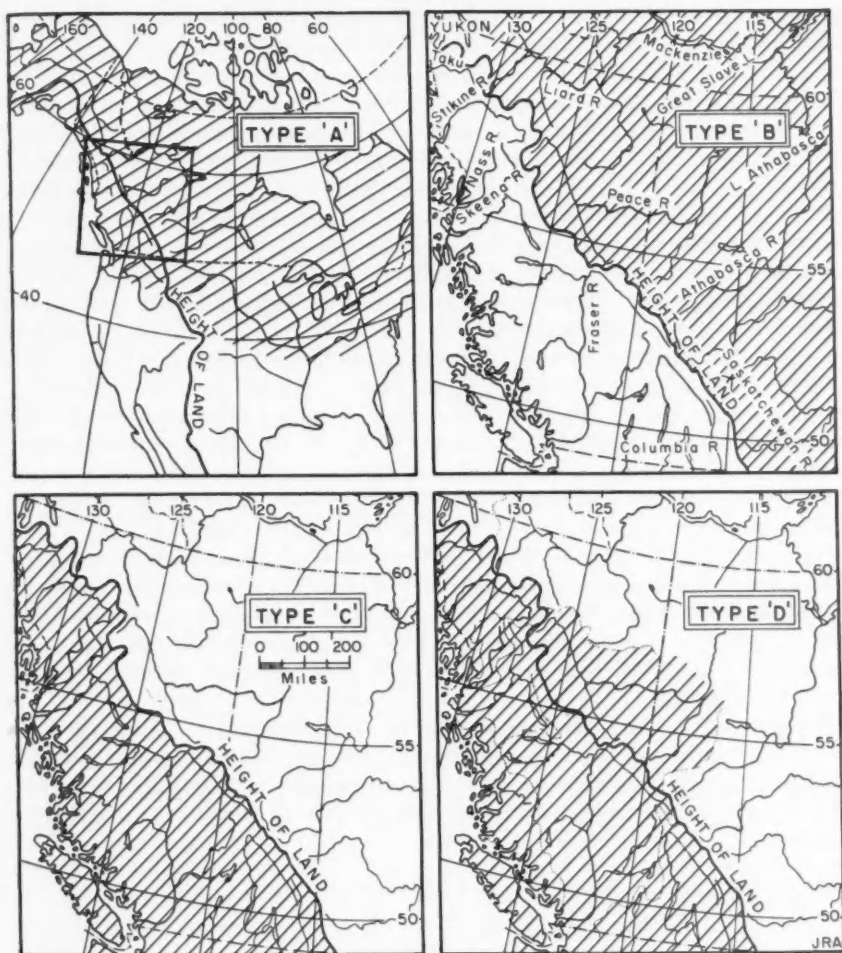 160 140 120 80 60
60
TYPE 'A'
40
HEIGHT OF LAND
100 80
YUKON 130 125 120 115
Mackenzie
Taku
Stikine R
Liard R
Great Slave L
60
TYPE 'B'
L Athabasca
Nass R
Skeena R
Peace R
Athabasca R
55
HEIGHT OF LAND
Fraser R
Saskatchewan R
50
Columbia R
130 125 120 115
60
TYPE 'C'
0 100 200
Miles
55
HEIGHT OF LAND
50
130 125 120 115
60
TYPE 'D'
55
HEIGHT OF LAND
50
JRA